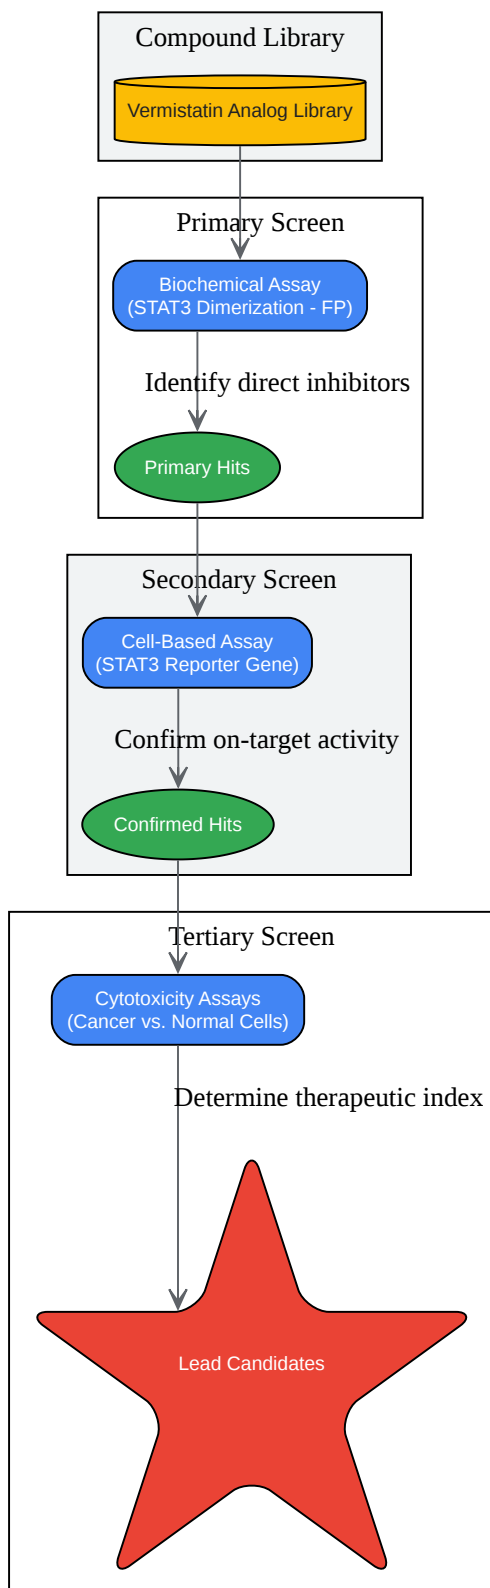 Compound Library
Vermistatin Analog Library
Primary Screen
Biochemical Assay
(STAT3 Dimerization - FP)
Identify direct inhibitors
Primary Hits
Secondary Screen
Cell-Based Assay
(STAT3 Reporter Gene)
Confirm on-target activity
Confirmed Hits
Tertiary Screen
Cytotoxicity Assays
(Cancer vs. Normal Cells)
Determine therapeutic index
Lead Candidates